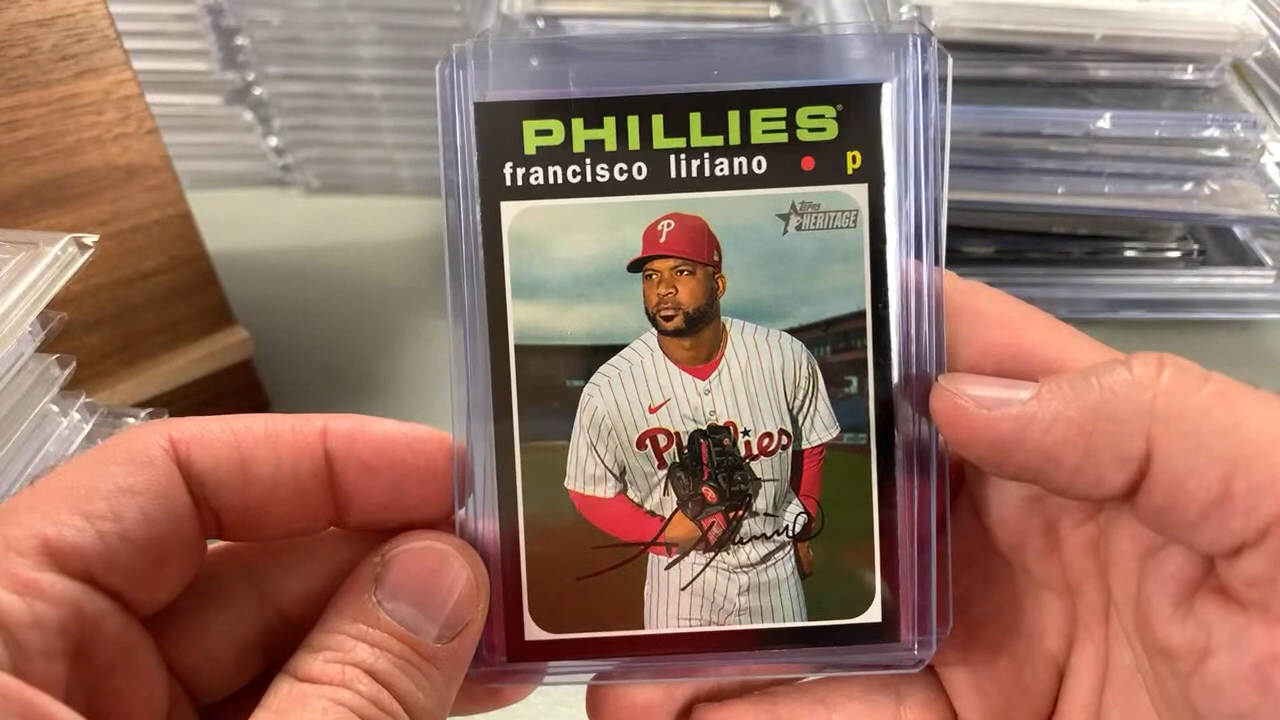 PHILLIES
francisco liriano • p
Topps
HERITAGE
P
Phillies